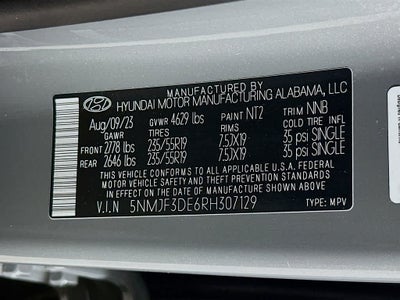 MANUFACTURED BY
HYUNDAI MOTOR MANUFACTURING ALABAMA, LLC
Aug/09/23 GVWR 4629 lbs PAINT NT2 TRIM NNB
GAWR TIRES RIMS COLD TIRE INFL
FRONT 2778 lbs 235/55R19 7.5JX19 35 psi SINGLE
REAR 2646 lbs 235/55R19 7.5JX19 35 psi SINGLE
THIS VEHICLE CONFORMS TO ALL APPLICABLE U.S.A. FEDERAL
MOTOR VEHICLE SAFETY AND THEFT PREVENTION STANDARDS
IN EFFECT ON THE DATE OF MANUFACTURE SHOWN ABOVE
V.I.N 5NMJF3DE6RH307129 TYPE: MPV